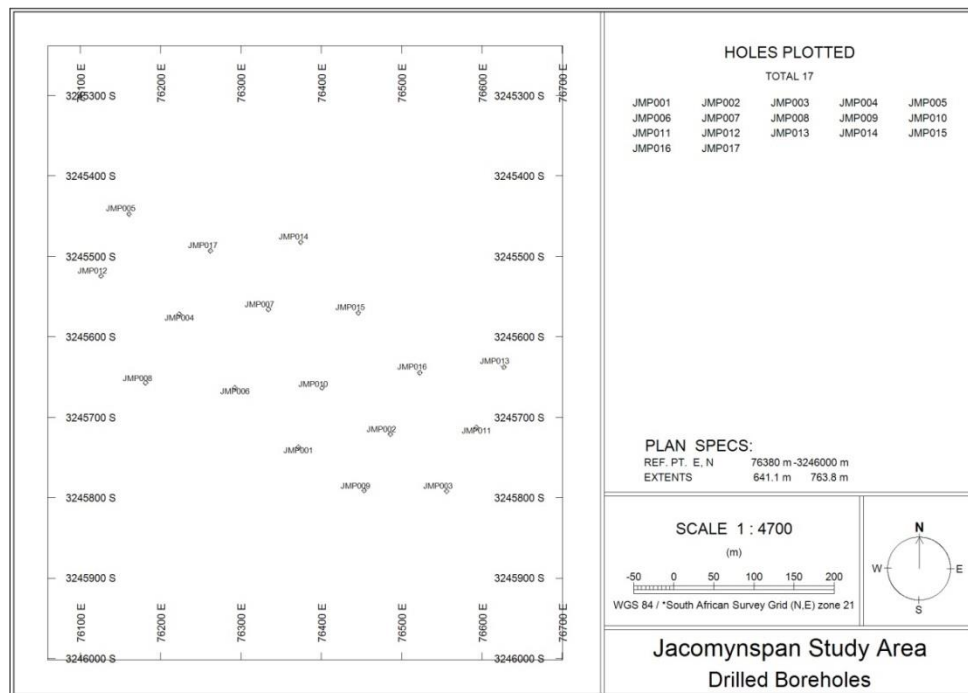 76100 E 76200 E 76300 E 76400 E 76500 E 76600 E 76700 E
3245300 S 3245300 S
3245400 S 3245400 S
JMP005
JMP014
JMP017
3245500 S 3245500 S
JMP012
JMP007 JMP015
JMP004
3245600 S 3245600 S
JMP013
JMP016
JMP008 JMP010
JMP006
3245700 S 3245700 S
JMP002 JMP011
JMP001
JMP009 JMP003
3245800 S 3245800 S
3245900 S 3245900 S
76100 E 76200 E 76300 E 76400 E 76500 E 76600 E 76700 E
3246000 S 3246000 S
HOLES PLOTTED
TOTAL 17
JMP001 JMP002 JMP003 JMP004 JMP005
JMP006 JMP007 JMP008 JMP009 JMP010
JMP011 JMP012 JMP013 JMP014 JMP015
JMP016 JMP017
PLAN SPECS:
REF. PT. E, N 76380 m -3246000 m
EXTENTS 641.1 m 763.8 m
SCALE 1 : 4700
(m)
-50 0 50 100 150 200
WGS 84 / *South African Survey Grid (N,E) zone 21
N
W E
S
Jacomynspan Study Area
Drilled Boreholes